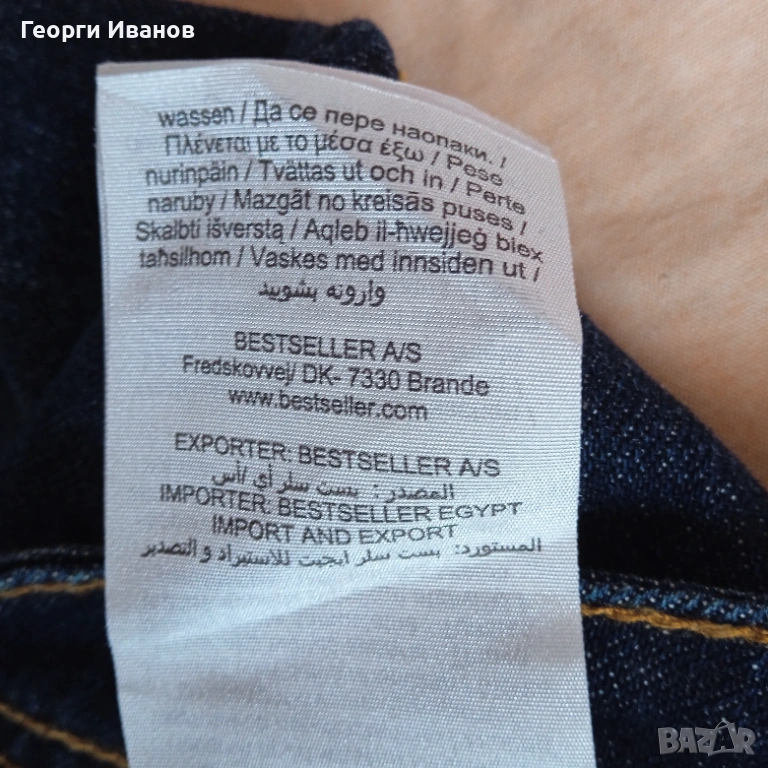 Георги Иванов
wassen / Да се пере наопаки. /
Πλένεται με το μέσα έξω / Pese
nurinpäin / Tvättas ut och in / Perte
naruby / Mazgāt no kreisās puses /
Skalbti išverstą / Aqleb il-ħwejjeġ biex
taħsilhom / Vaskes med innsiden ut /
وارونه بشوييد
BESTSELLER A/S
Fredskovvej/ DK- 7330 Brande
www.bestseller.com
EXPORTER: BESTSELLER A/S
المصدر: بست سلر أي /أس
IMPORTER: BESTSELLER EGYPT
IMPORT AND EXPORT
المستورد: بست سلر ايجيبت للاستيراد و التصدير
BAZAR